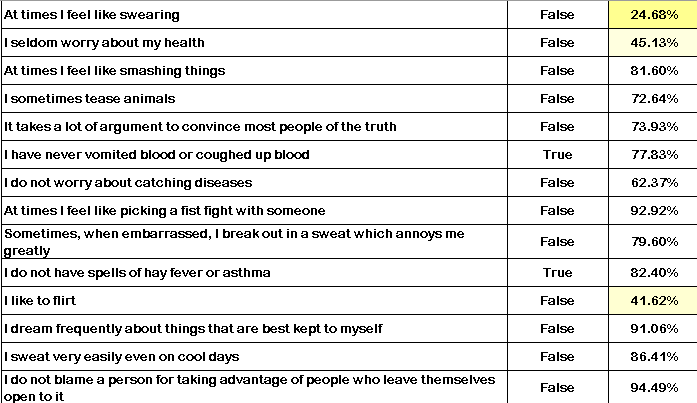 At times I feel like swearing False 24.68%
I seldom worry about my health False 45.13%
At times I feel like smashing things False 81.60%
I sometimes tease animals False 72.64%
It takes a lot of argument to convince most people of the truth False 73.93%
I have never vomited blood or coughed up blood True 77.83%
I do not worry about catching diseases False 62.37%
At times I feel like picking a fist fight with someone False 92.92%
Sometimes, when embarrassed, I break out in a sweat which annoys me
greatly False 79.60%
I do not have spells of hay fever or asthma True 82.40%
I like to flirt False 41.62%
I dream frequently about things that are best kept to myself False 91.06%
I sweat very easily even on cool days False 86.41%
I do not blame a person for taking advantage of people who leave themselves
open to it False 94.49%